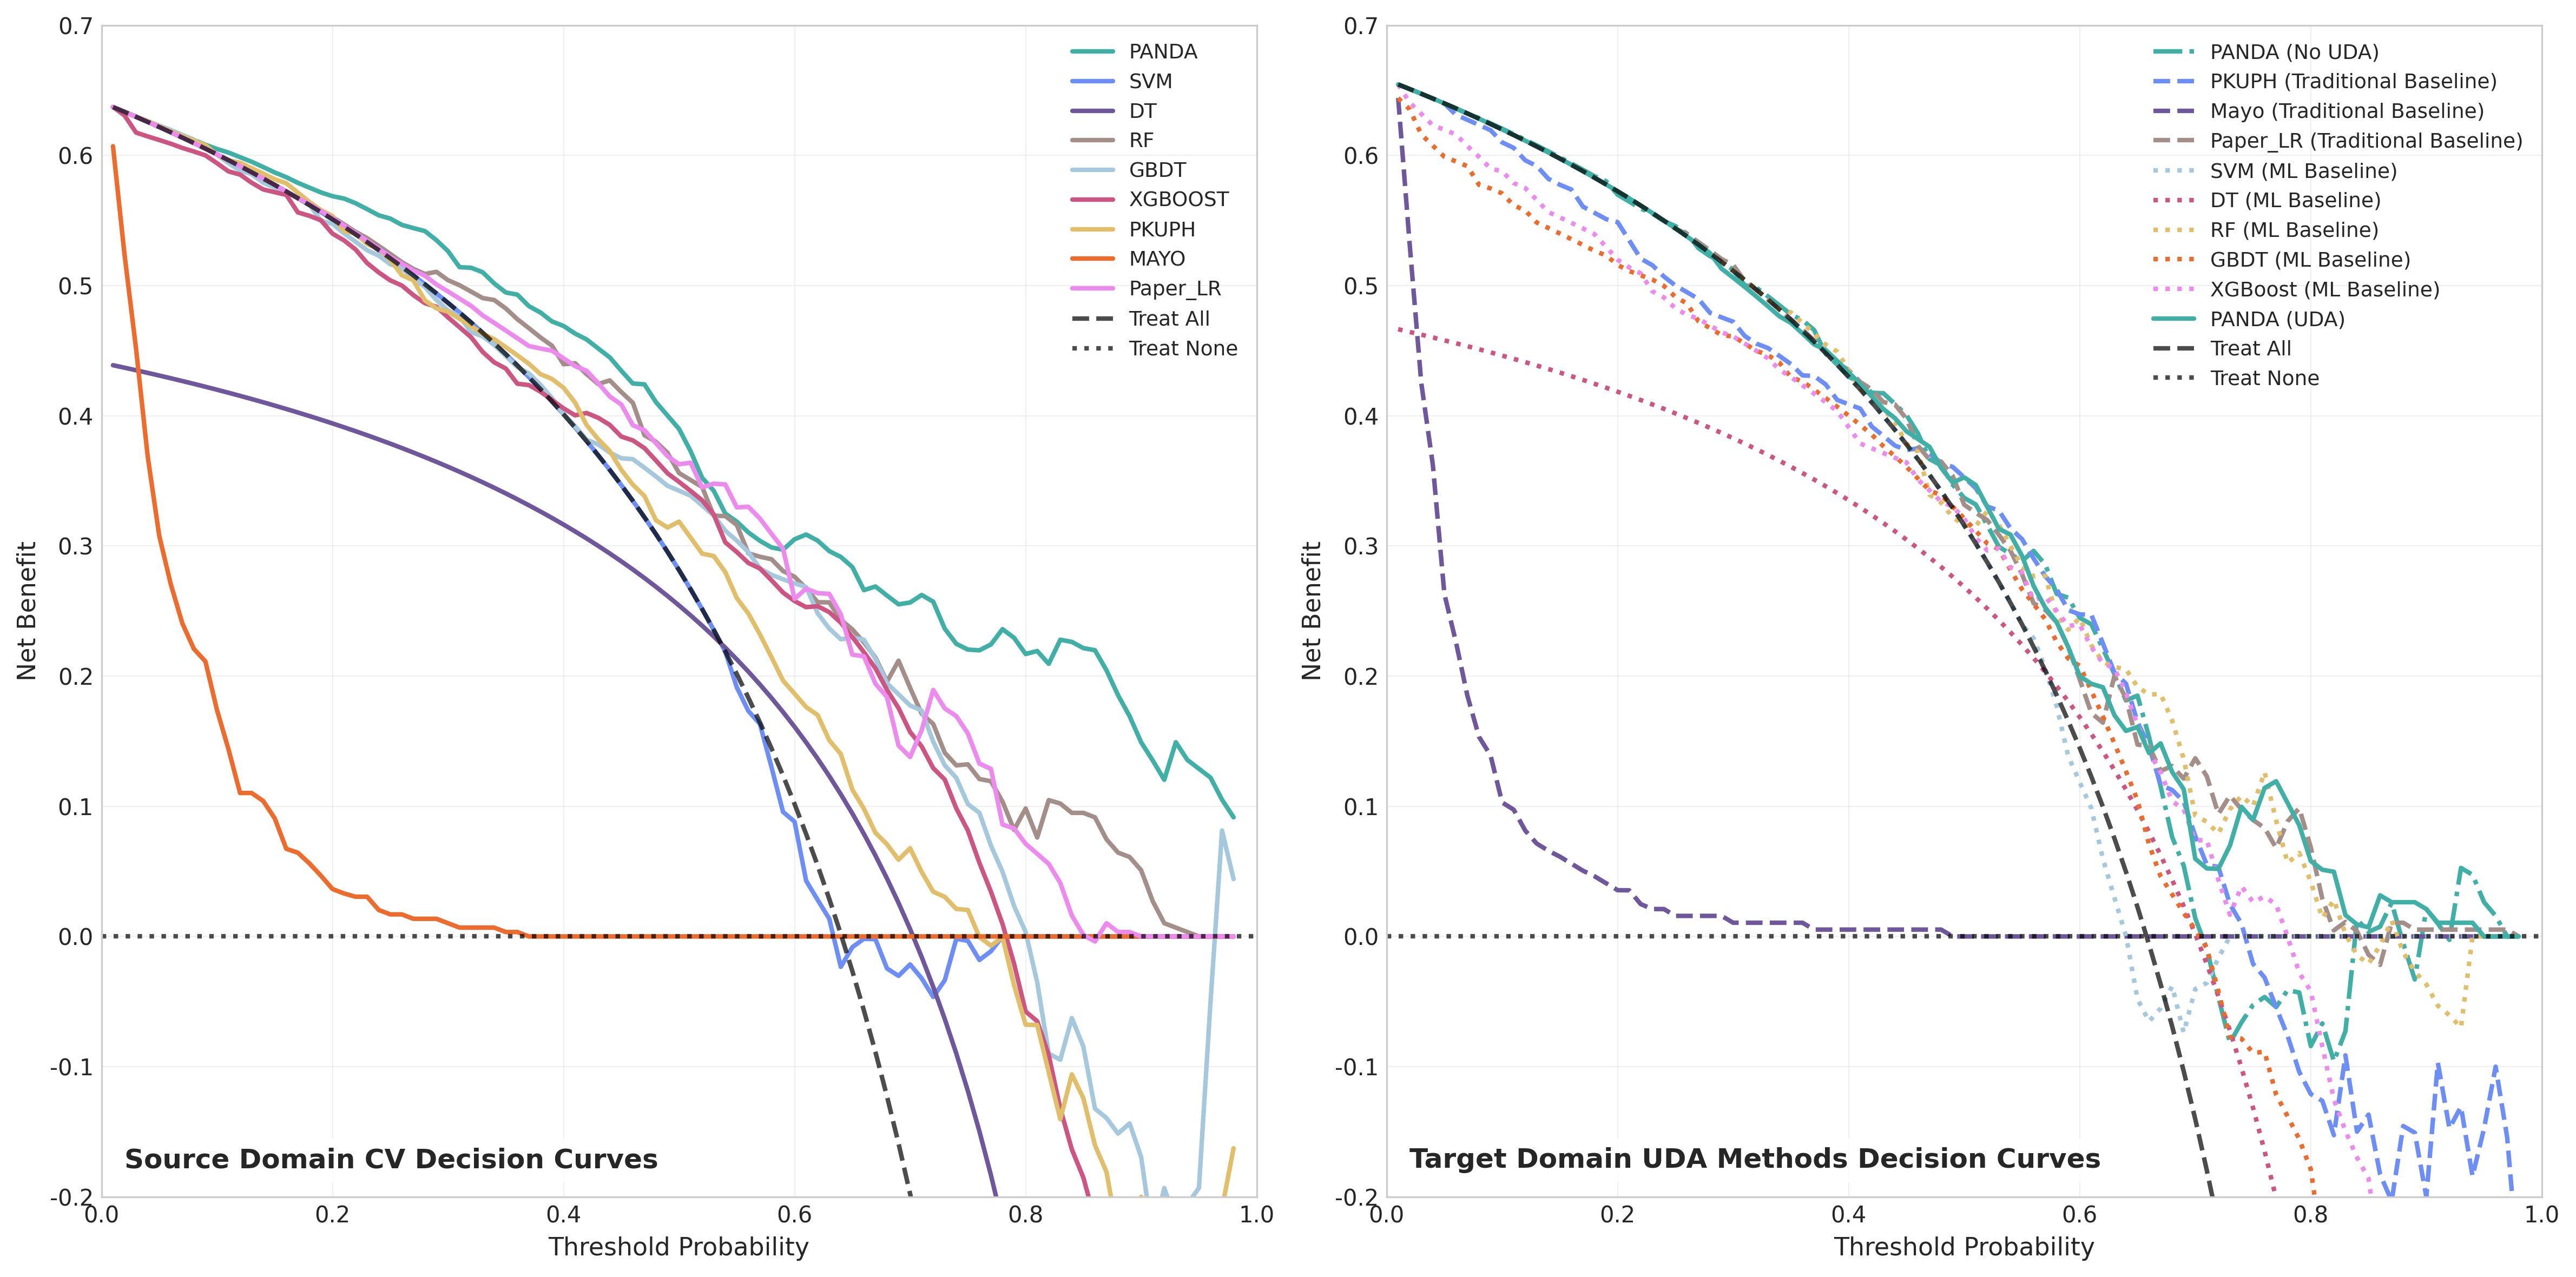 0.7
0.6
0.5
0.4
0.3
0.2
0.1
0.0
-0.1
-0.2
Net Benefit
PANDA
SVM
DT
RF
GBDT
XGBOOST
PKUPH
MAYO
Paper_LR
Treat All
Treat None
Source Domain CV Decision Curves
0.0 0.2 0.4 0.6 0.8 1.0
Threshold Probability
0.7
0.6
0.5
0.4
0.3
0.2
0.1
0.0
-0.1
-0.2
Net Benefit
PANDA (No UDA)
PKUPH (Traditional Baseline)
Mayo (Traditional Baseline)
Paper_LR (Traditional Baseline)
SVM (ML Baseline)
DT (ML Baseline)
RF (ML Baseline)
GBDT (ML Baseline)
XGBoost (ML Baseline)
PANDA (UDA)
Treat All
Treat None
Target Domain UDA Methods Decision Curves
0.0 0.2 0.4 0.6 0.8 1.0
Threshold Probability